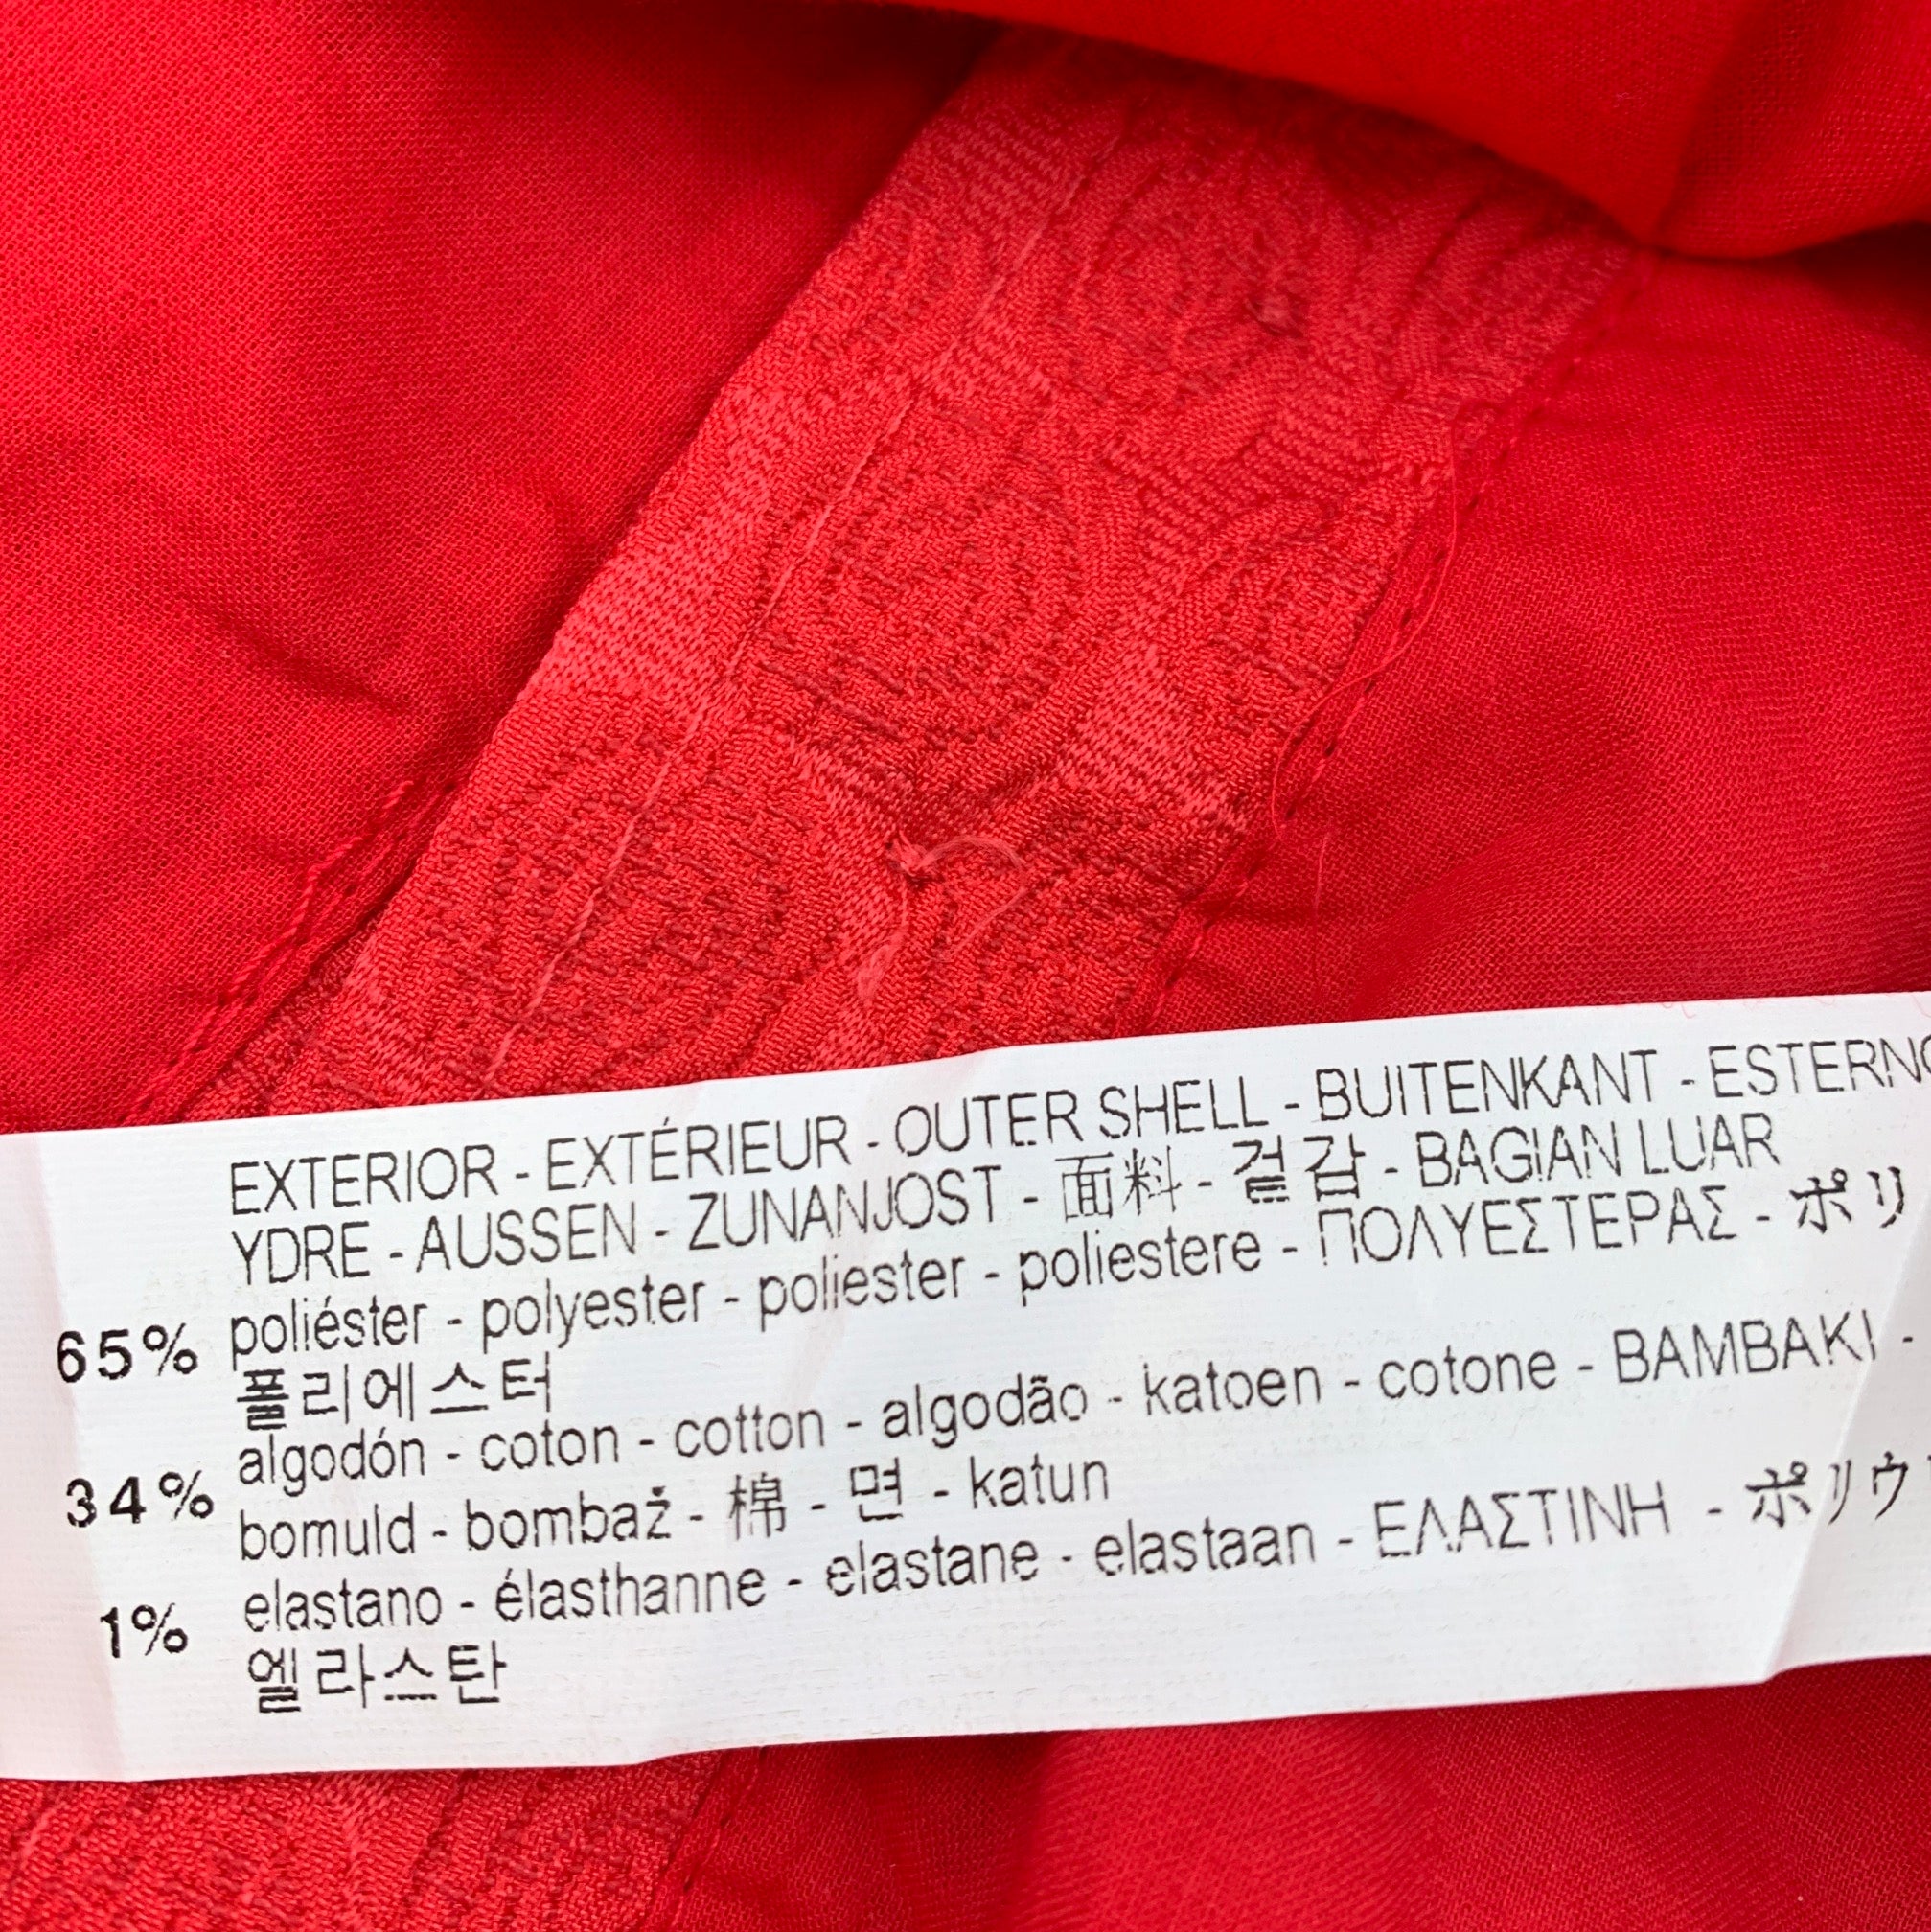 EXTERIOR - EXTÉRIEUR - OUTER SHELL - BUITENKANT - ESTERNO
YDRE - AUSSEN - ZUNANJOST - 面料 - 겉감 - BAGIAN LUAR
65% poliéster - polyester - poliester - poliestere - ΠΟΛΥΕΣΤΕΡΑΣ - ポリ
폴리에스터
34% algodón - coton - cotton - algodão - katoen - cotone - BAMBAKI -
bomuld - bombaž - 棉 - 면 - katun
1% elastano - élasthanne - elastane - elastaan - ΕΛΑΣΤΙΝΗ - ポリウ
엘라스탄